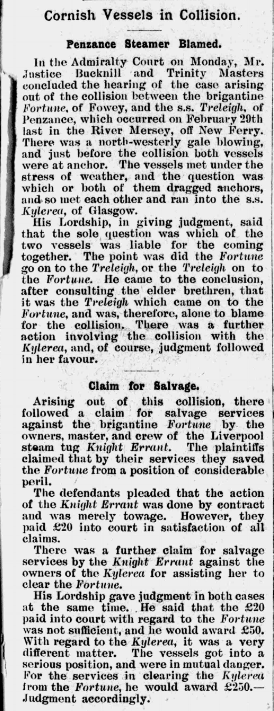 Cornish Vessels in Collision.
Penzance Steamer Blamed.
In the Admiralty Court on Monday, Mr.
Justice Bucknill and Trinity Masters
concluded the hearing of the case arising
out of the collision between the brigantine
Fortune, of Fowey, and the s.s. Treleigh, of
Penzance, which occurred on February 29th
last in the River Mersey, off New Ferry.
There was a north-westerly gale blowing,
and just before the collision both vessels
were at anchor. The vessels met under the
stress of weather, and the question was
which or both of them dragged anchors,
and so met each other and ran into the s.s.
Kylerea, of Glasgow.
His Lordship, in giving judgment, said
that the sole question was which of the
two vessels was liable for the coming
together. The point was did the Fortune
go on to the Treleigh, or the Treleigh on to
the Fortune. He came to the conclusion,
after consulting the elder brethren, that
it was the Treleigh which came on to the
Fortune, and was, therefore, alone to blame
for the collision. There was a further
action involving the collision with the
Kylerea, and, of course, judgment followed
in her favour.
Claim for Salvage.
Arising out of this collision, there
followed a claim for salvage services
against the brigantine Fortune by the
owners, master, and crew of the Liverpool
steam tug Knight Errant. The plaintiffs
claimed that by their services they saved
the Fortune from a position of considerable
peril.
The defendants pleaded that the action
of the Knight Errant was done by contract
and was merely towage. However, they
paid £20 into court in satisfaction of all
claims.
There was a further claim for salvage
services by the Knight Errant against the
owners of the Kylerea for assisting her to
clear the Fortune.
His Lordship gave judgment in both cases
at the same time. He said that the £20
paid into court with regard to the Fortune
was not sufficient, and he would award £50.
With regard to the Kylerea, it was a very
different matter. The vessels got into a
serious position, and were in mutual danger.
For the services in clearing the Kylerea
from the Fortune, he would award £250.—
Judgment accordingly.